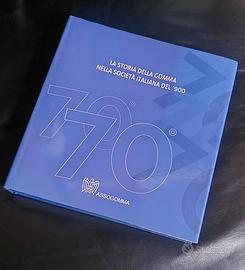 LA STORIA DELLA GOMMA
NELLA SOCIETÀ ITALIANA DEL '900
70°
70°
ASSOGOMMA